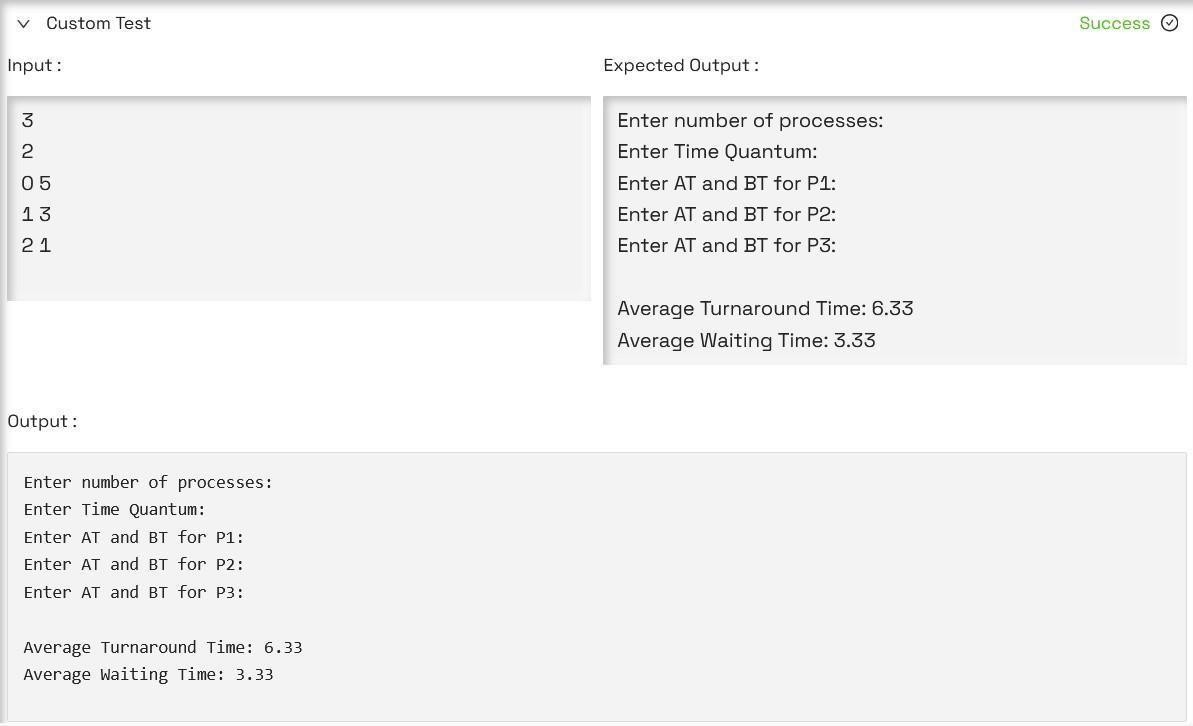 Custom Test
Success
Input :
3
2
0 5
1 3
2 1
Expected Output :
Enter number of processes:
Enter Time Quantum:
Enter AT and BT for P1:
Enter AT and BT for P2:
Enter AT and BT for P3:
Average Turnaround Time: 6.33
Average Waiting Time: 3.33
Output :
Enter number of processes:
Enter Time Quantum:
Enter AT and BT for P1:
Enter AT and BT for P2:
Enter AT and BT for P3:
Average Turnaround Time: 6.33
Average Waiting Time: 3.33